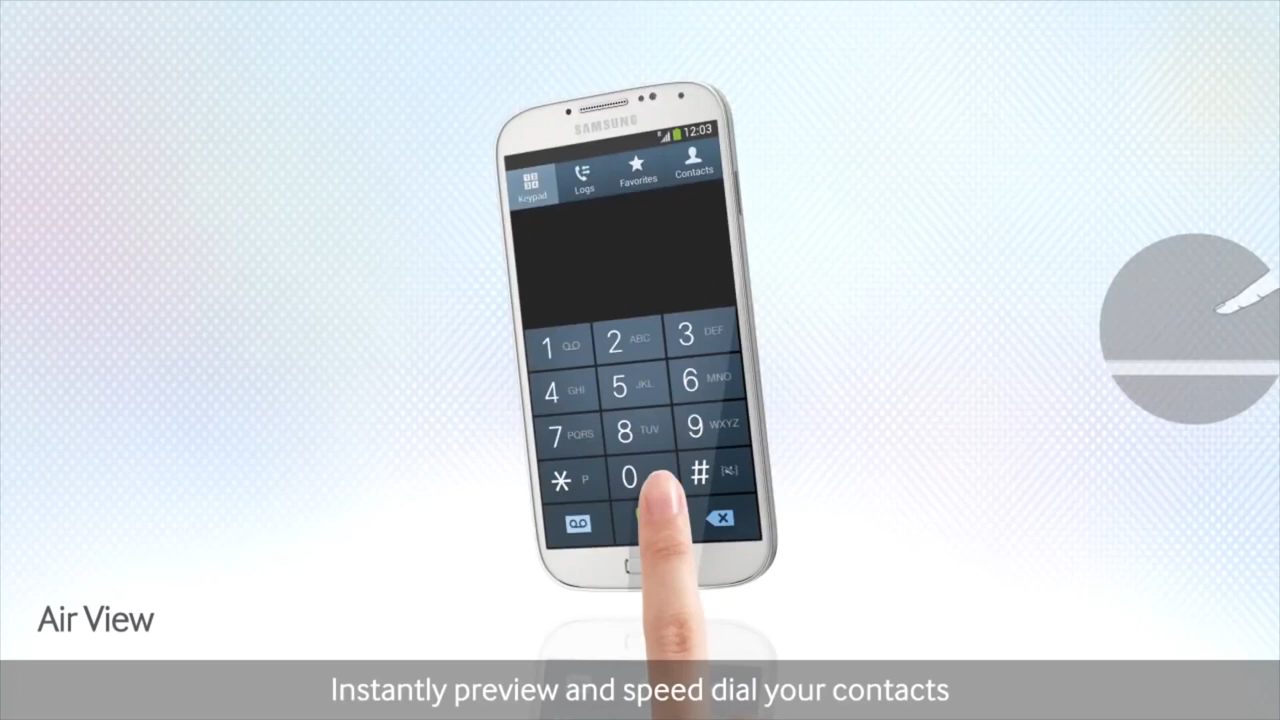 SAMSUNG
12:03
Keypad Logs Favorites Contacts
1 2 ABC 3 DEF
4 GHI 5 JKL 6 MNO
7 PQRS 8 TUV 9 WXYZ
* P 0 #
Air View
Instantly preview and speed dial your contacts